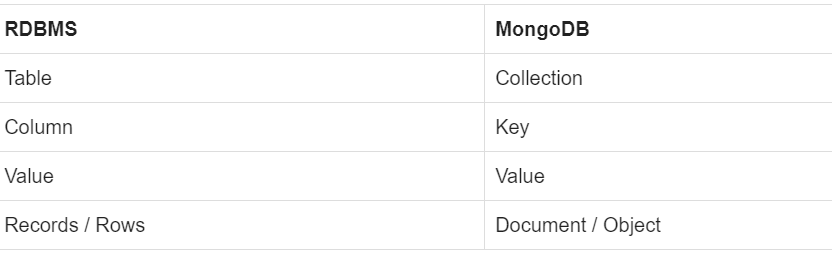 RDBMS MongoDB
Table Collection
Column Key
Value Value
Records / Rows Document / Object